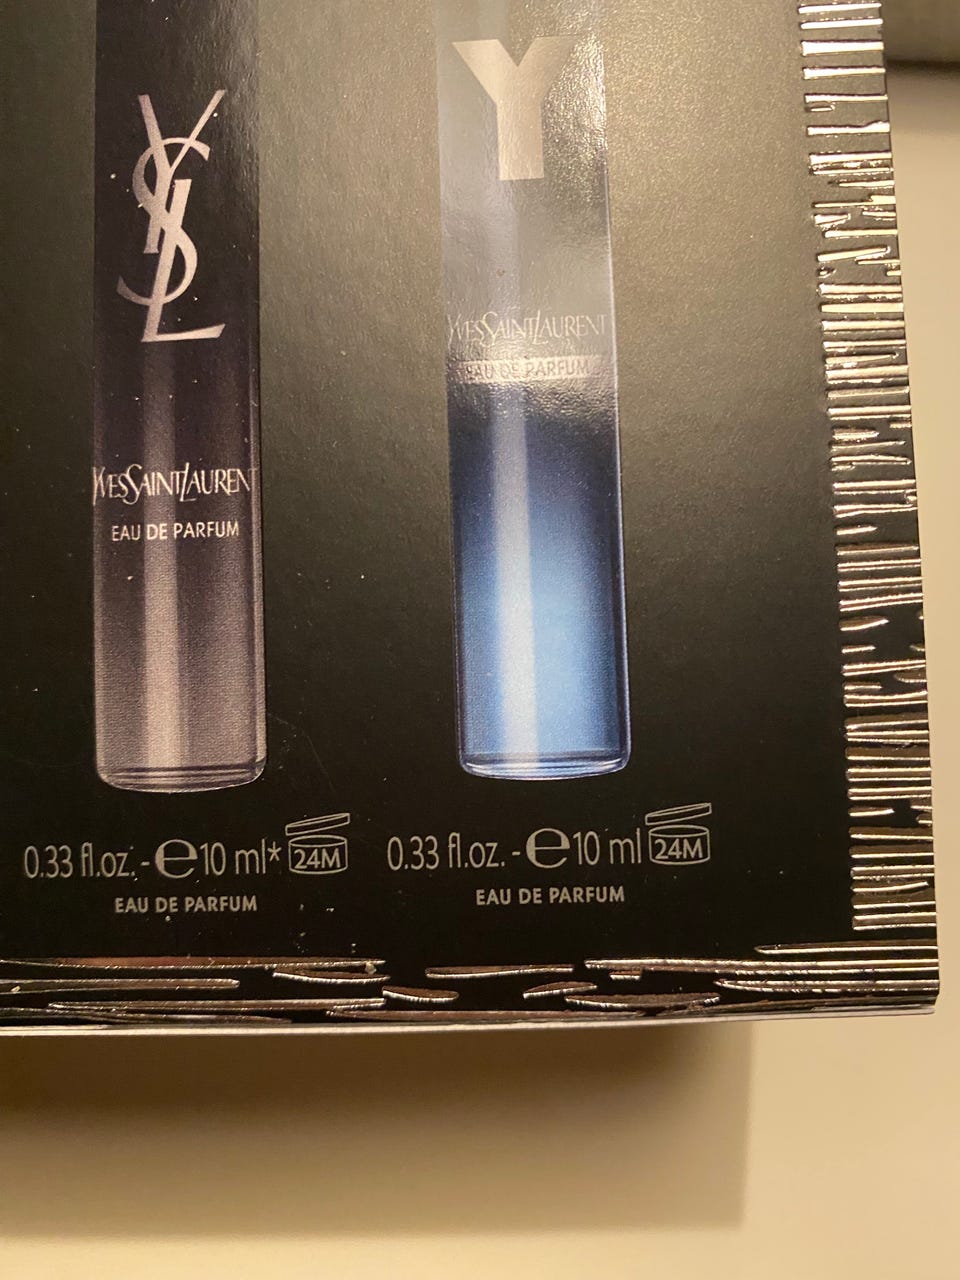 YSL
YVESSAINTLAURENT
EAU DE PARFUM
0.33 fl.oz. - e 10 ml* 24M
EAU DE PARFUM
Y
YVESSAINTLAURENT
EAU DE PARFUM
0.33 fl.oz. - e 10 ml 24M
EAU DE PARFUM